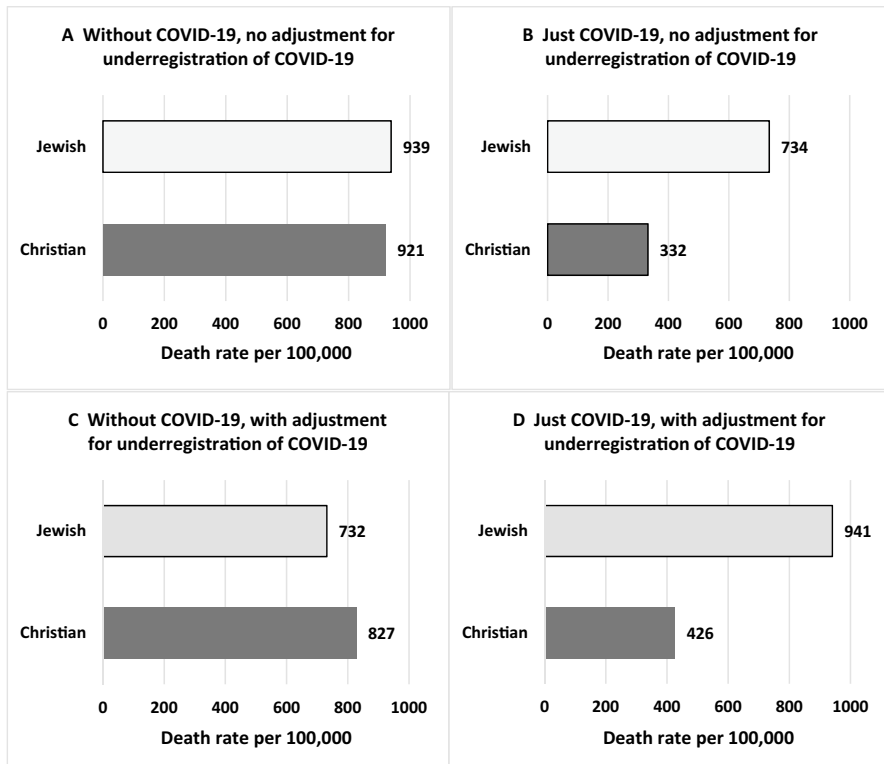 A Without COVID-19, no adjustment for
underregistration of COVID-19
Jewish
939
Christian
921
0 200 400 600 800 1000
Death rate per 100,000
B Just COVID-19, no adjustment for
underregistration of COVID-19
Jewish
734
Christian
332
0 200 400 600 800 1000
Death rate per 100,000
C Without COVID-19, with adjustment
for underregistration of COVID-19
Jewish
732
Christian
827
0 200 400 600 800 1000
Death rate per 100,000
D Just COVID-19, with adjustment for
underregistration of COVID-19
Jewish
941
Christian
426
0 200 400 600 800 1000
Death rate per 100,000